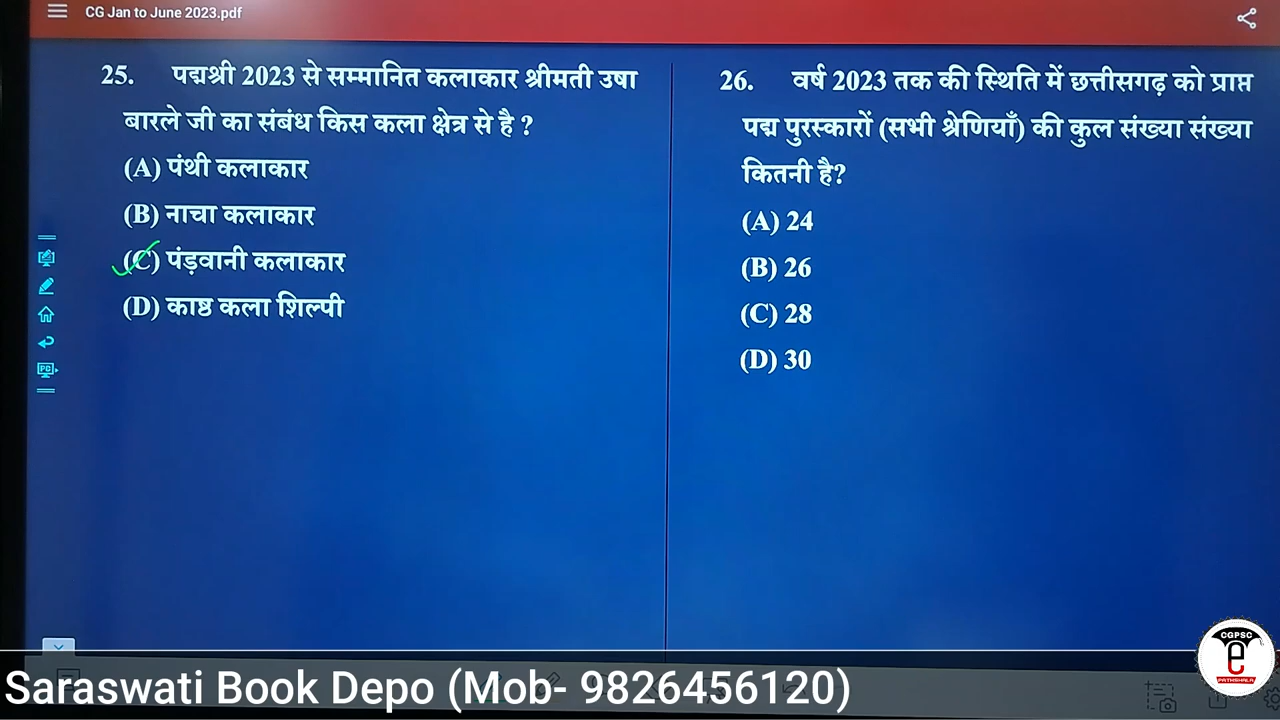 CG Jan to June 2023.pdf
25. पद्मश्री 2023 से सम्मानित कलाकार श्रीमती उषा
बारले जी का संबंध किस कला क्षेत्र से है ?
(A) पंथी कलाकार
(B) नाचा कलाकार
(C) पंड़वानी कलाकार
(D) काष्ठ कला शिल्पी
26. वर्ष 2023 तक की स्थिति में छत्तीसगढ़ को प्राप्त
पद्म पुरस्कारों (सभी श्रेणियाँ) की कुल संख्या संख्या
कितनी है?
(A) 24
(B) 26
(C) 28
(D) 30
PC
CGPSC
e
PATHSHALA
Saraswati Book Depo (Mob- 9826456120)